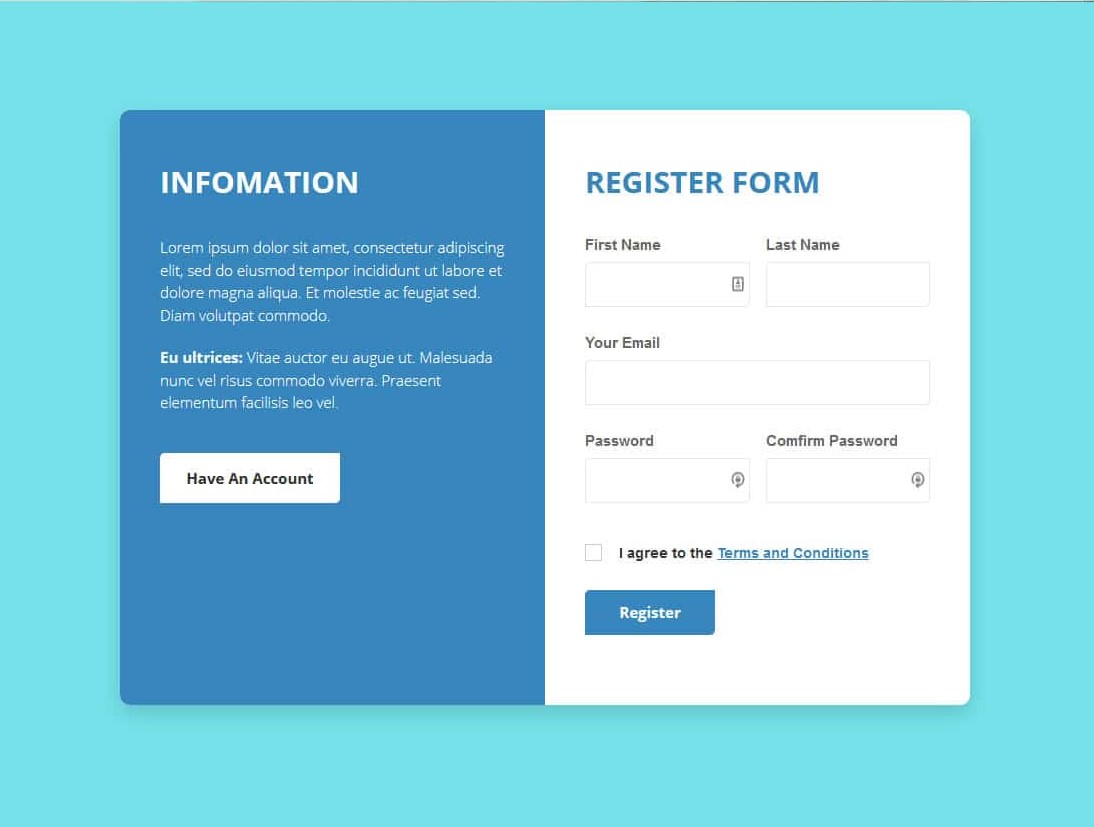 INFOMATION
Lorem ipsum dolor sit amet, consectetur adipiscing
elit, sed do eiusmod tempor incididunt ut labore et
dolore magna aliqua. Et molestie ac feugiat sed.
Diam volutpat commodo.
Eu ultrices: Vitae auctor eu augue ut. Malesuada
nunc vel risus commodo viverra. Praesent
elementum facilisis leo vel.
Have An Account
REGISTER FORM
First Name Last Name
Your Email
Password Comfirm Password
I agree to the Terms and Conditions
Register